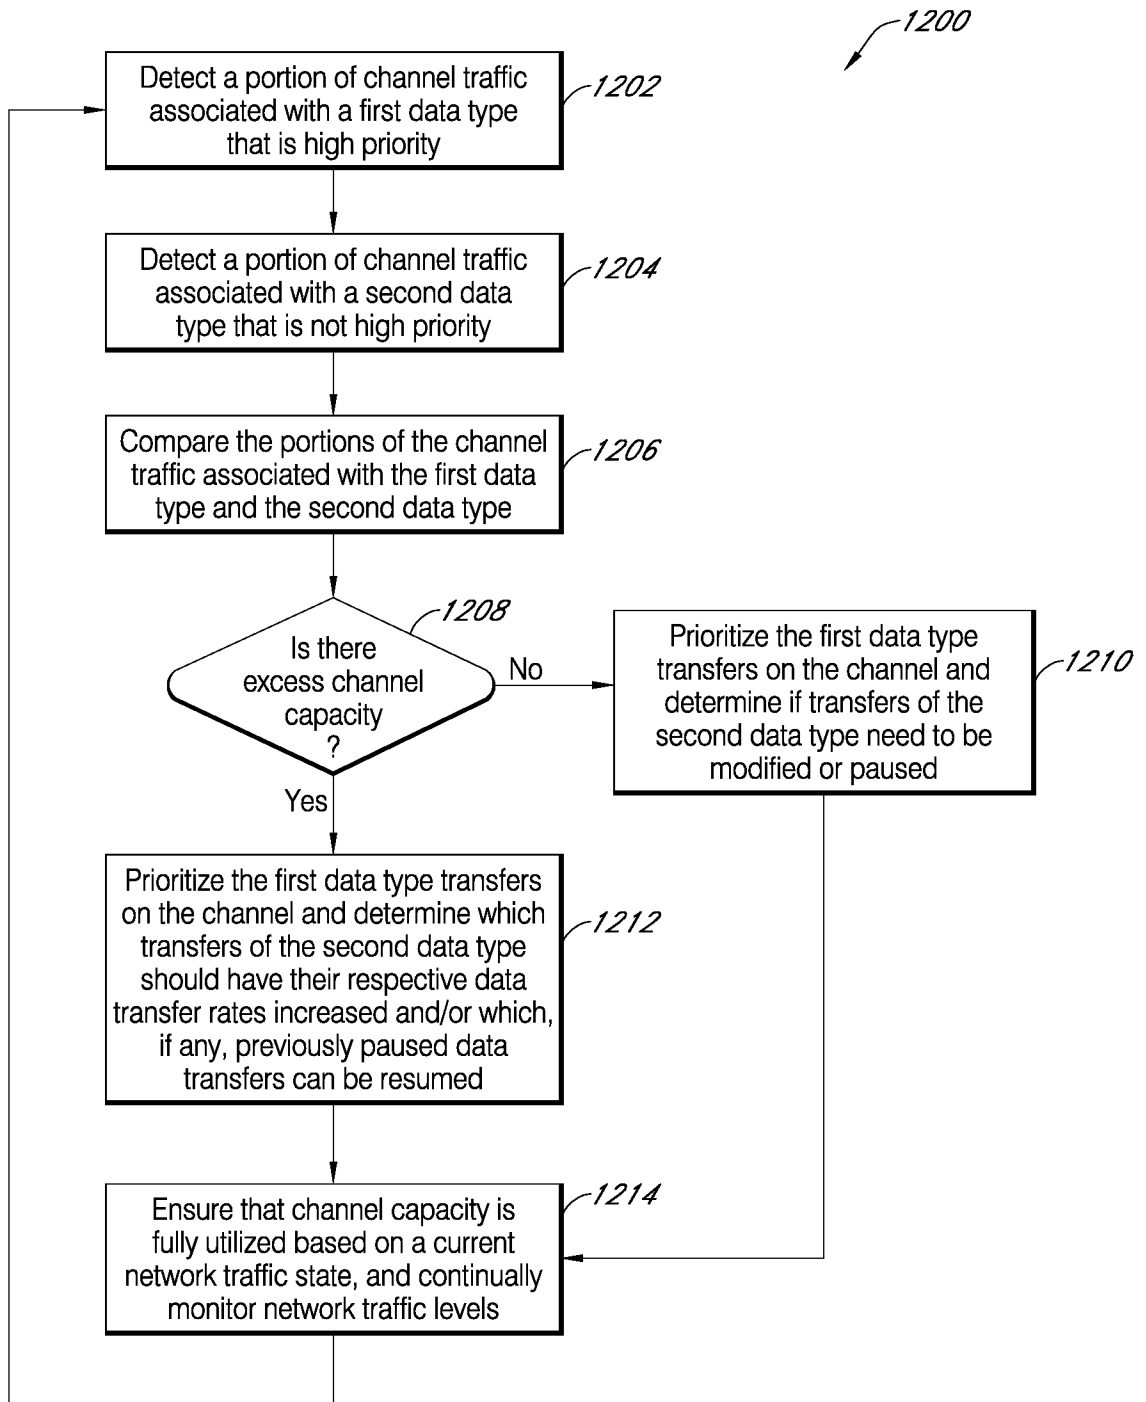 1200
Detect a portion of channel traffic
associated with a first data type
that is high priority
1202
Detect a portion of channel traffic
associated with a second data
type that is not high priority
1204
Compare the portions of the channel
traffic associated with the first data
type and the second data type
1206
Is there
excess channel
capacity
?
1208
No
Prioritize the first data type
transfers on the channel and
determine if transfers of the
second data type need to be
modified or paused
1210
Yes
Prioritize the first data type transfers
on the channel and determine which
transfers of the second data type
should have their respective data
transfer rates increased and/or which,
if any, previously paused data
transfers can be resumed
1212
Ensure that channel capacity is
fully utilized based on a current
network traffic state, and continually
monitor network traffic levels
1214